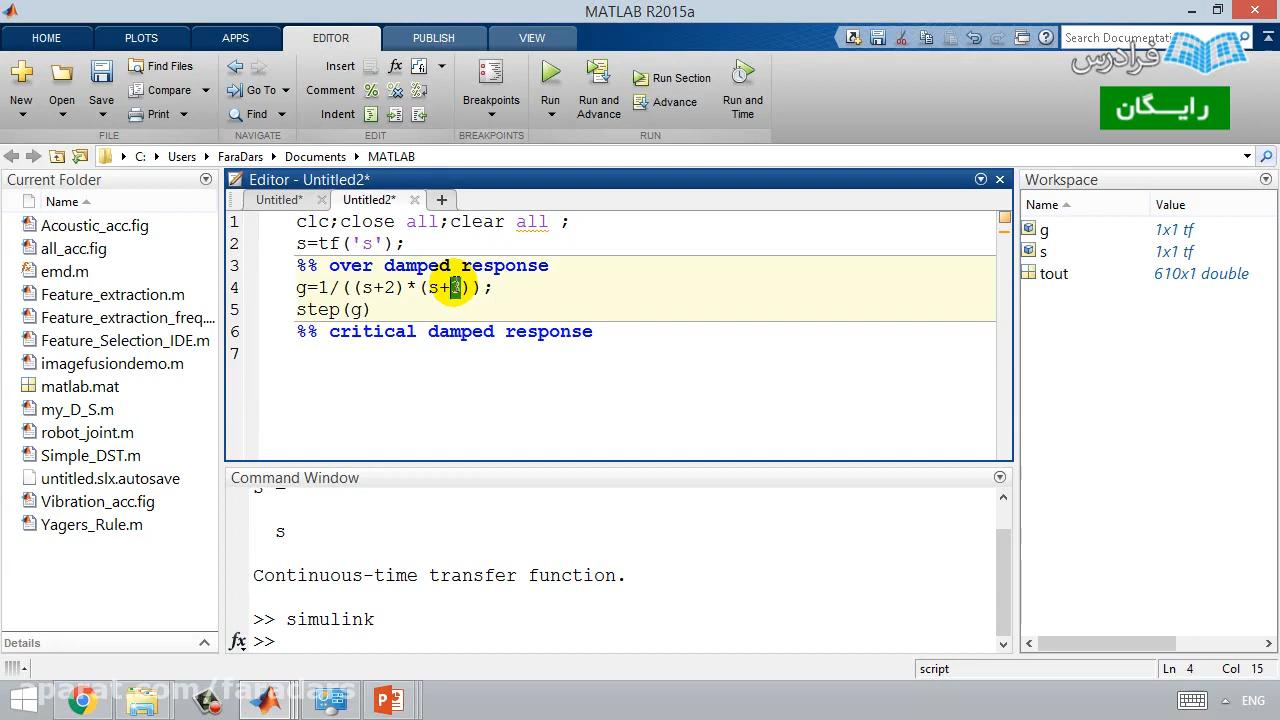 MATLAB R2015a
HOME PLOTS APPS EDITOR PUBLISH VIEW
Search Documentati
فرادرس
رایگان
New Open Save
Find Files
Compare
Print
FILE
Go To
Find
NAVIGATE
Insert fx
Comment
Indent
EDIT
Breakpoints
BREAKPOINTS
Run
Run and Advance
Run Section
Advance
Run and Time
RUN
C: Users FaraDars Documents MATLAB
Current Folder
Name
Acoustic_acc.fig
all_acc.fig
emd.m
Feature_extraction.m
Feature_extraction_freq....
Feature_Selection_IDE.m
imagefusiondemo.m
matlab.mat
my_D_S.m
robot_joint.m
Simple_DST.m
untitled.slx.autosave
Vibration_acc.fig
Yagers_Rule.m
Details
Editor - Untitled2*
Untitled* Untitled2* +
1 clc;close all;clear all ;
2 s=tf('s');
3 %% over damped response
4 g=1/((s+2)*(s+ ));
5 step(g)
6 %% critical damped response
7
Command Window
s =
s
Continuous-time transfer function.
>> simulink
fx >>
Workspace
Name Value
g 1x1 tf
s 1x1 tf
tout 610x1 double
script Ln 4 Col 15
aparat.com/faradars
ENG